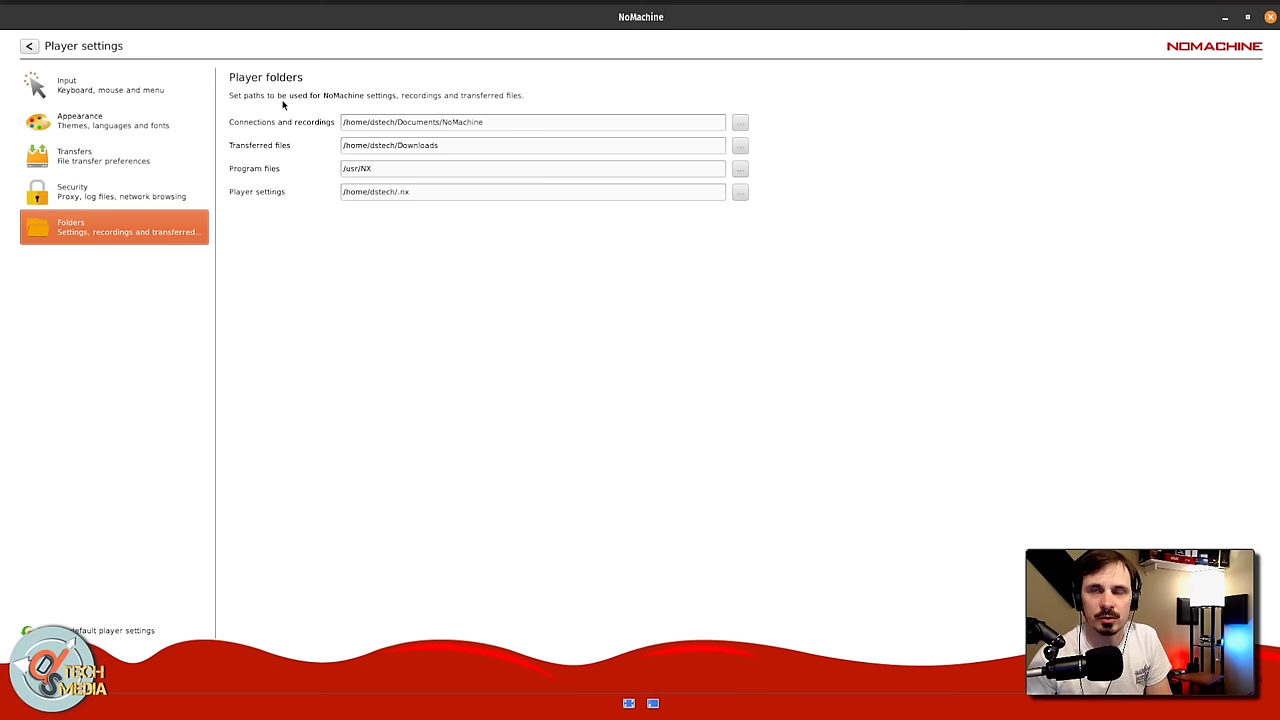 NoMachine
<
Player settings
NOMACHINE
Input
Keyboard, mouse and menu
Appearance
Themes, languages and fonts
Transfers
File transfer preferences
Security
Proxy, log files, network browsing
Folders
Settings, recordings and transferred...
Player folders
Set paths to be used for NoMachine settings, recordings and transferred files.
Connections and recordings /home/dstech/Documents/NoMachine ...
Transferred files /home/dstech/Downloads ...
Program files /usr/NX ...
Player settings /home/dstech/.nx ...
default player settings
DS
TECH
MEDIA